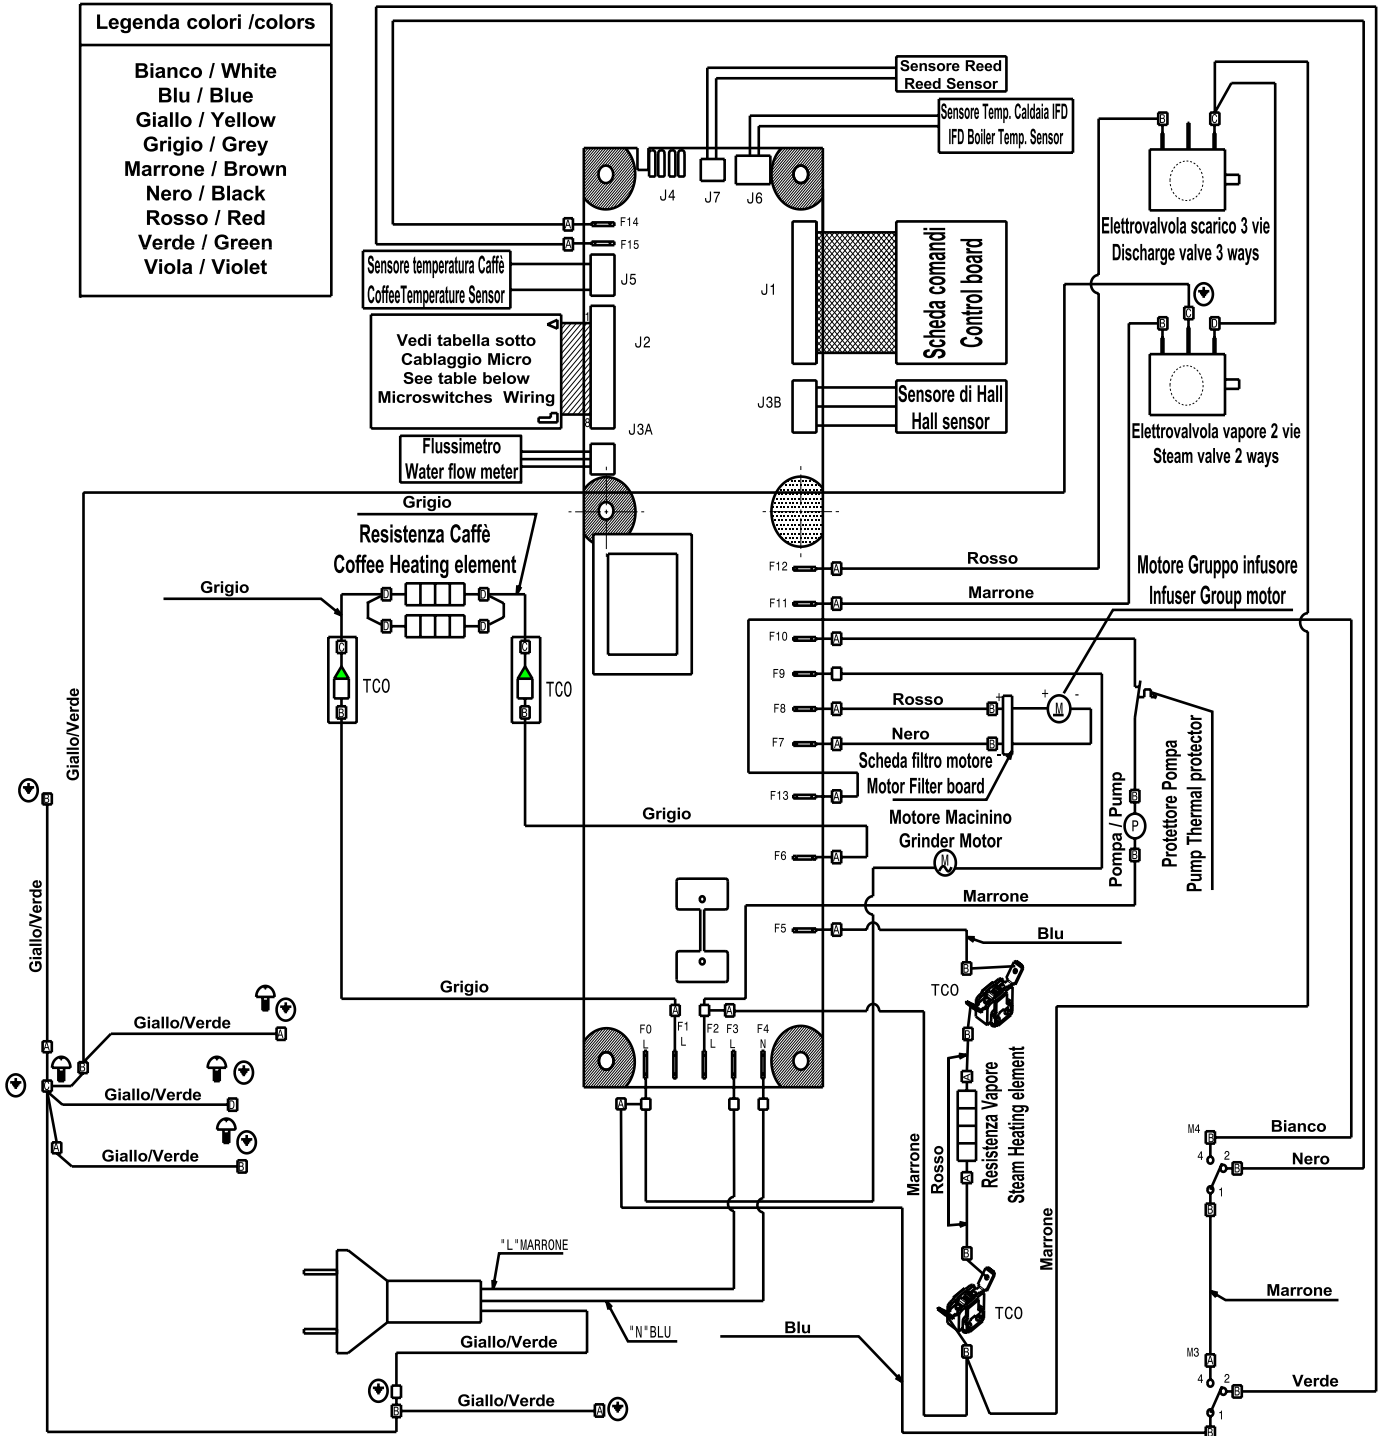 Legenda colori /colors
Bianco / White
Blu / Blue
Giallo / Yellow
Grigio / Grey
Marrone / Brown
Nero / Black
Rosso / Red
Verde / Green
Viola / Violet
Sensore Reed
Reed Sensor
Sensore Temp. Caldaia IFD
IFD Boiler Temp. Sensor
J4
J7
J6
B
C
Elettrovalvola scarico 3 vie
Discharge valve 3 ways
A
F14
A
F15
Sensore temperatura Caffè
CoffeeTemperature Sensor
J5
J1
Scheda comandi
Control board
B
C
D
Elettrovalvola vapore 2 vie
Steam valve 2 ways
Vedi tabella sotto
Cablaggio Micro
See table below
Microswitches Wiring
1
8
J2
J3A
J3B
Sensore di Hall
Hall sensor
Flussimetro
Water flow meter
Grigio
Resistenza Caffè
Coffee Heating element
Grigio
D
D
D
D
C
C
TCO
TCO
B
B
F12
A
Rosso
F11
A
Marrone
Motore Gruppo infusore
Infuser Group motor
F10
A
F9
F8
A
Rosso
B
+
+
M
-
F7
A
Nero
B
-
Scheda filtro motore
Motor Filter board
F13
A
Motore Macinino
Grinder Motor
M
F6
A
Grigio
Pompa / Pump
B
P
B
Protettore Pompa
Pump Thermal protector
Marrone
F5
A
Blu
B
TCO
B
Giallo/Verde
B
Giallo/Verde
A
Grigio
A
A
F0
L
F1
L
F2
L
F3
L
F4
N
A
Giallo/Verde
A
B
C
Giallo/Verde
D
A
Giallo/Verde
B
Marrone
Rosso
A
A
Resistenza Vapore
Steam Heating element
B
TCO
B
Marrone
M4
B
Bianco
4
2
B
Nero
1
B
Marrone
M3
A
4
2
B
Verde
1
B
"L"MARRONE
"N"BLU
Blu
Giallo/Verde
B
Giallo/Verde
A